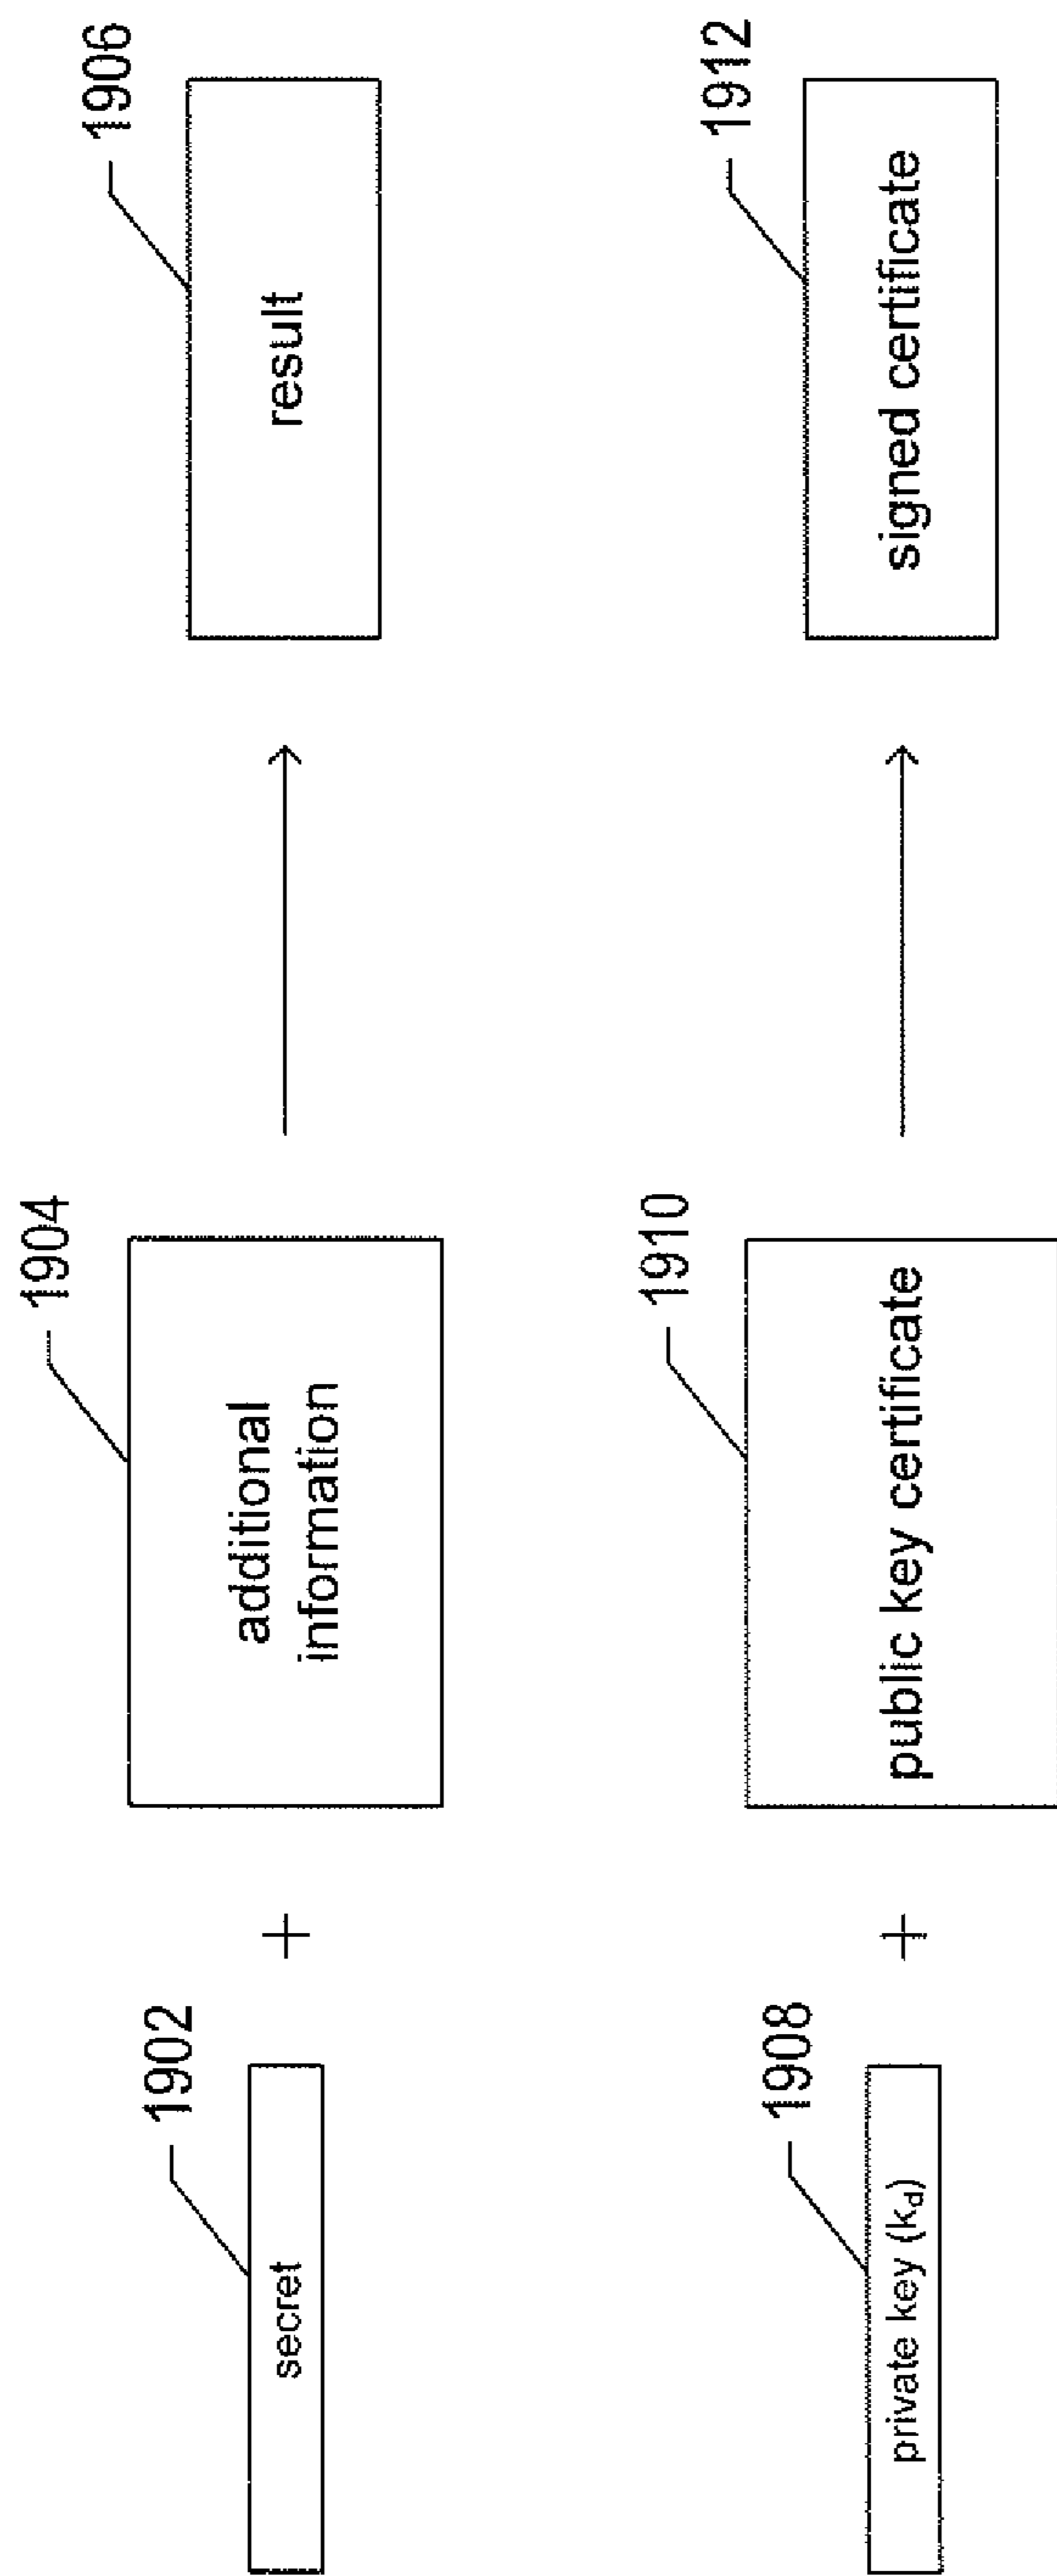 1902
secret
+
1904
additional
information
1906
result
1908
private key (kd)
+
1910
public key certificate
1912
signed certificate